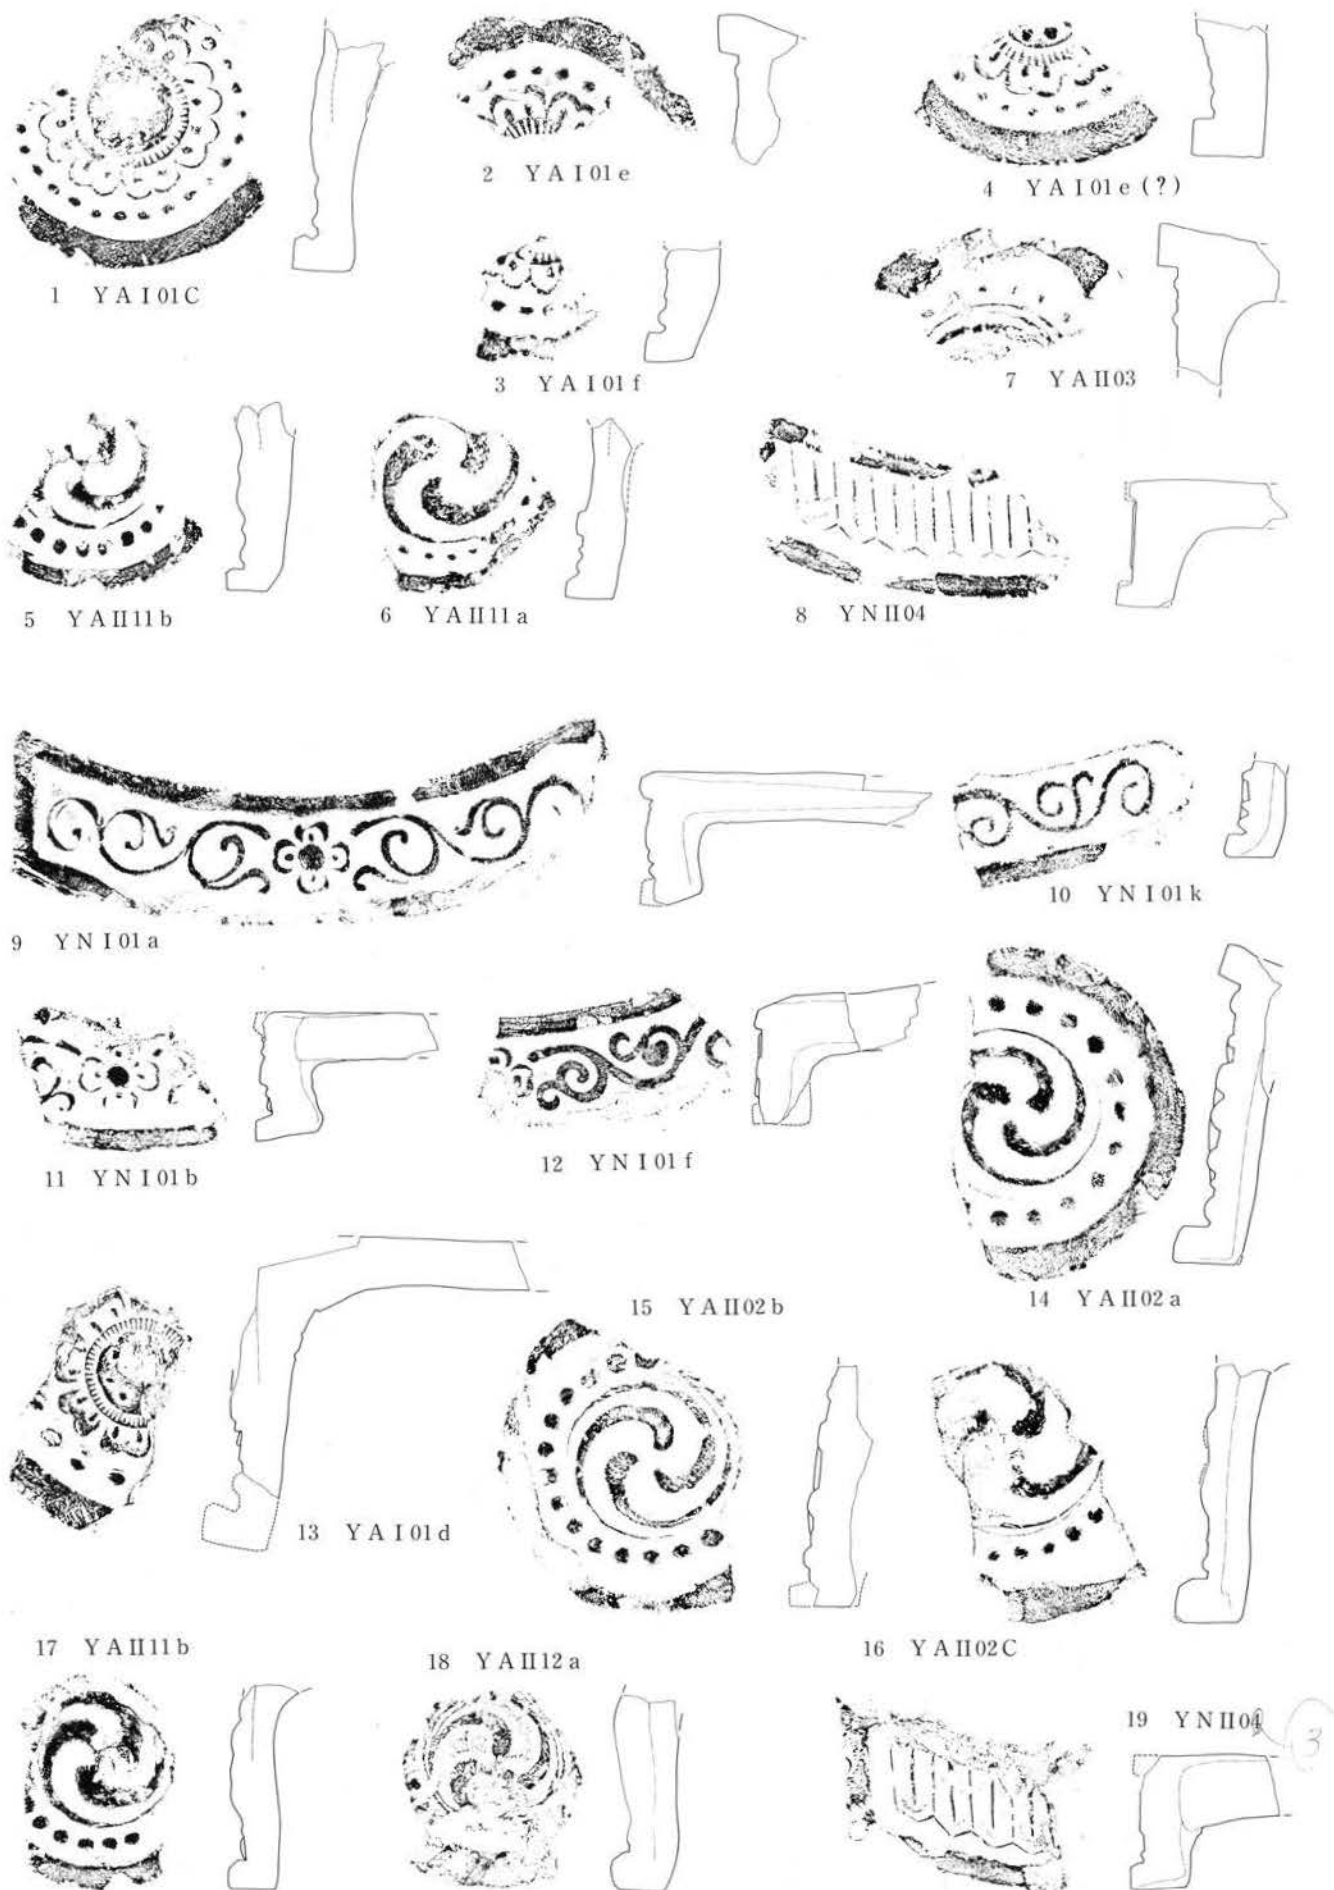 1 YAI01C
2 YAI01e
4 YAI01e(?)
3 YAI01f
7 YAII03
5 YAII11b
6 YAII11a
8 YNII04
9 YNI01a
10 YNI01k
11 YNI01b
12 YNI01f
14 YAII02a
13 YAI01d
15 YAII02b
16 YAII02C
17 YAII11b
18 YAII12a
19 YNII04
3